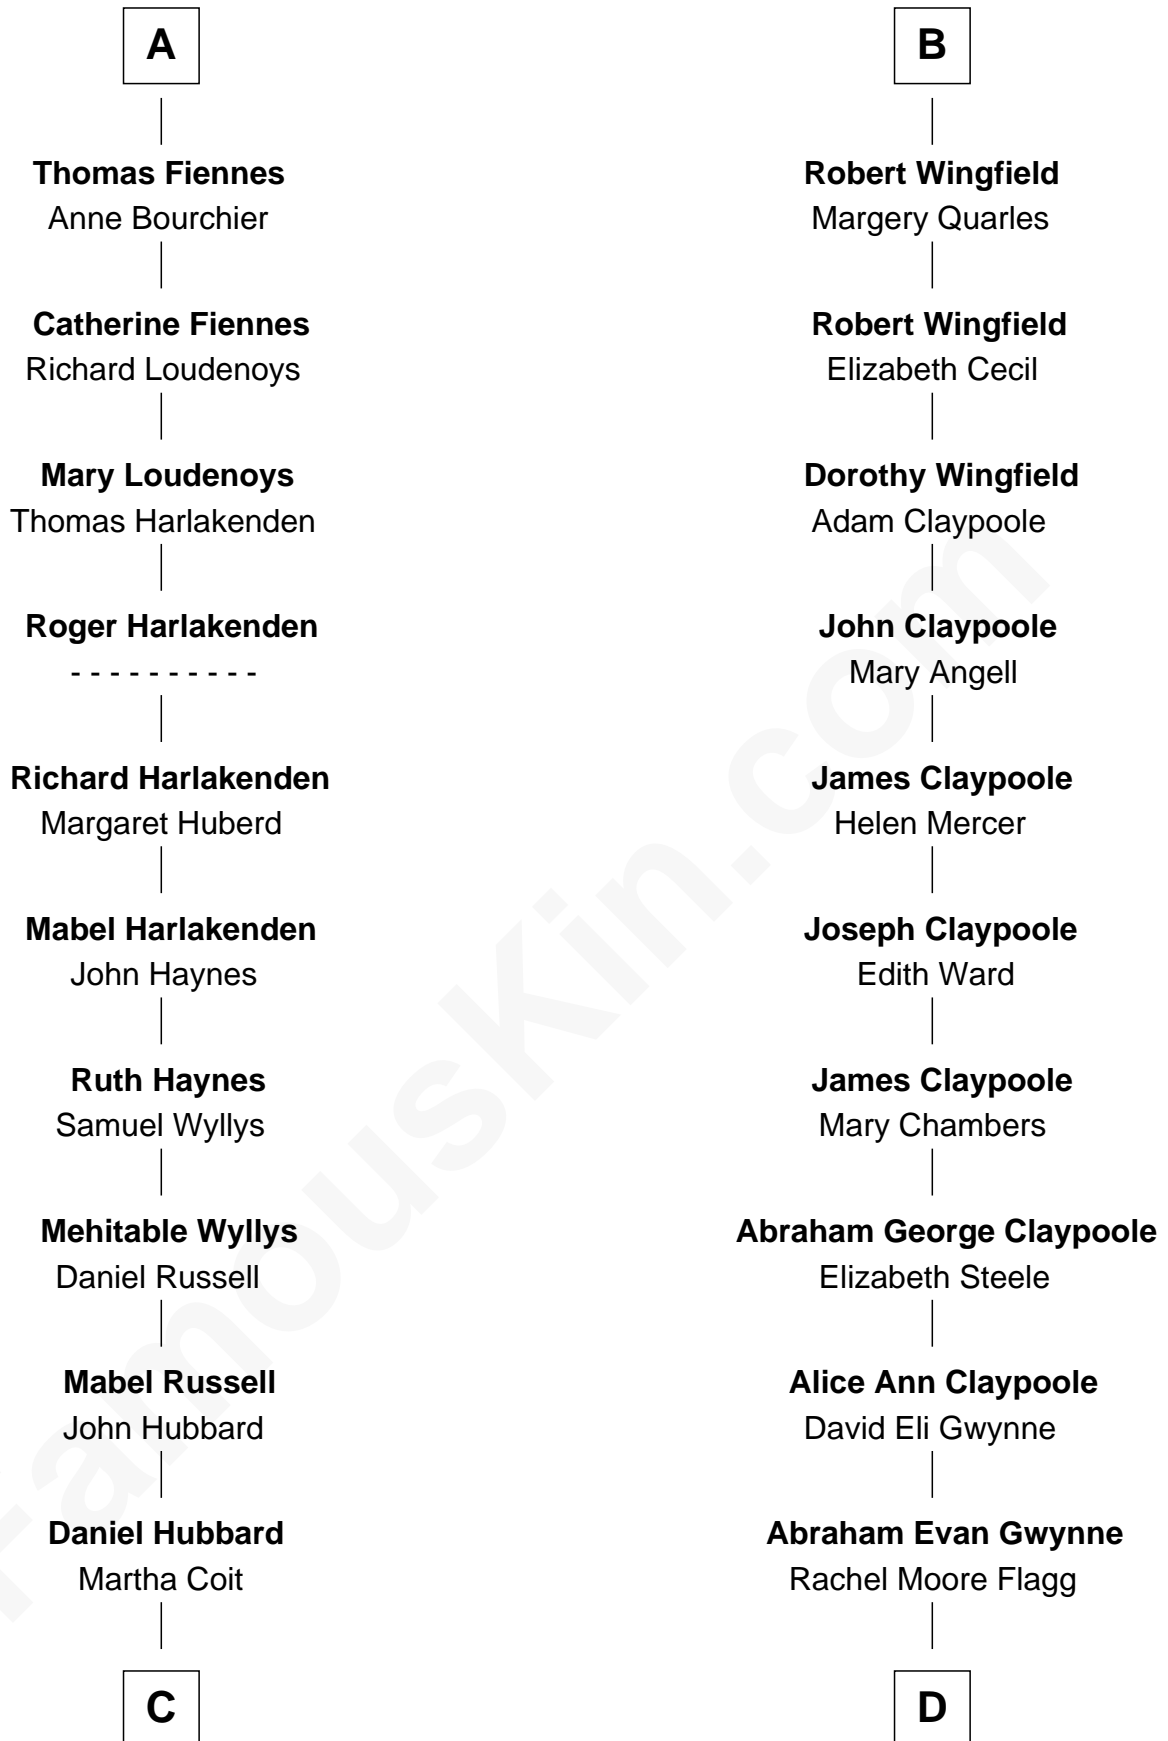 A
Thomas Fiennes
Anne Bourchier
Catherine Fiennes
Richard Loudenoys
Mary Loudenoys
Thomas Harlakenden
Roger Harlakenden
- - - - - - - - - -
Richard Harlakenden
Margaret Huberd
Mabel Harlakenden
John Haynes
Ruth Haynes
Samuel Wyllys
Mehitable Wyllys
Daniel Russell
Mabel Russell
John Hubbard
Daniel Hubbard
Martha Coit
C
B
Robert Wingfield
Margery Quarles
Robert Wingfield
Elizabeth Cecil
Dorothy Wingfield
Adam Claypoole
John Claypoole
Mary Angell
James Claypoole
Helen Mercer
Joseph Claypoole
Edith Ward
James Claypoole
Mary Chambers
Abraham George Claypoole
Elizabeth Steele
Alice Ann Claypoole
David Eli Gwynne
Abraham Evan Gwynne
Rachel Moore Flagg
D
FamousKin.com